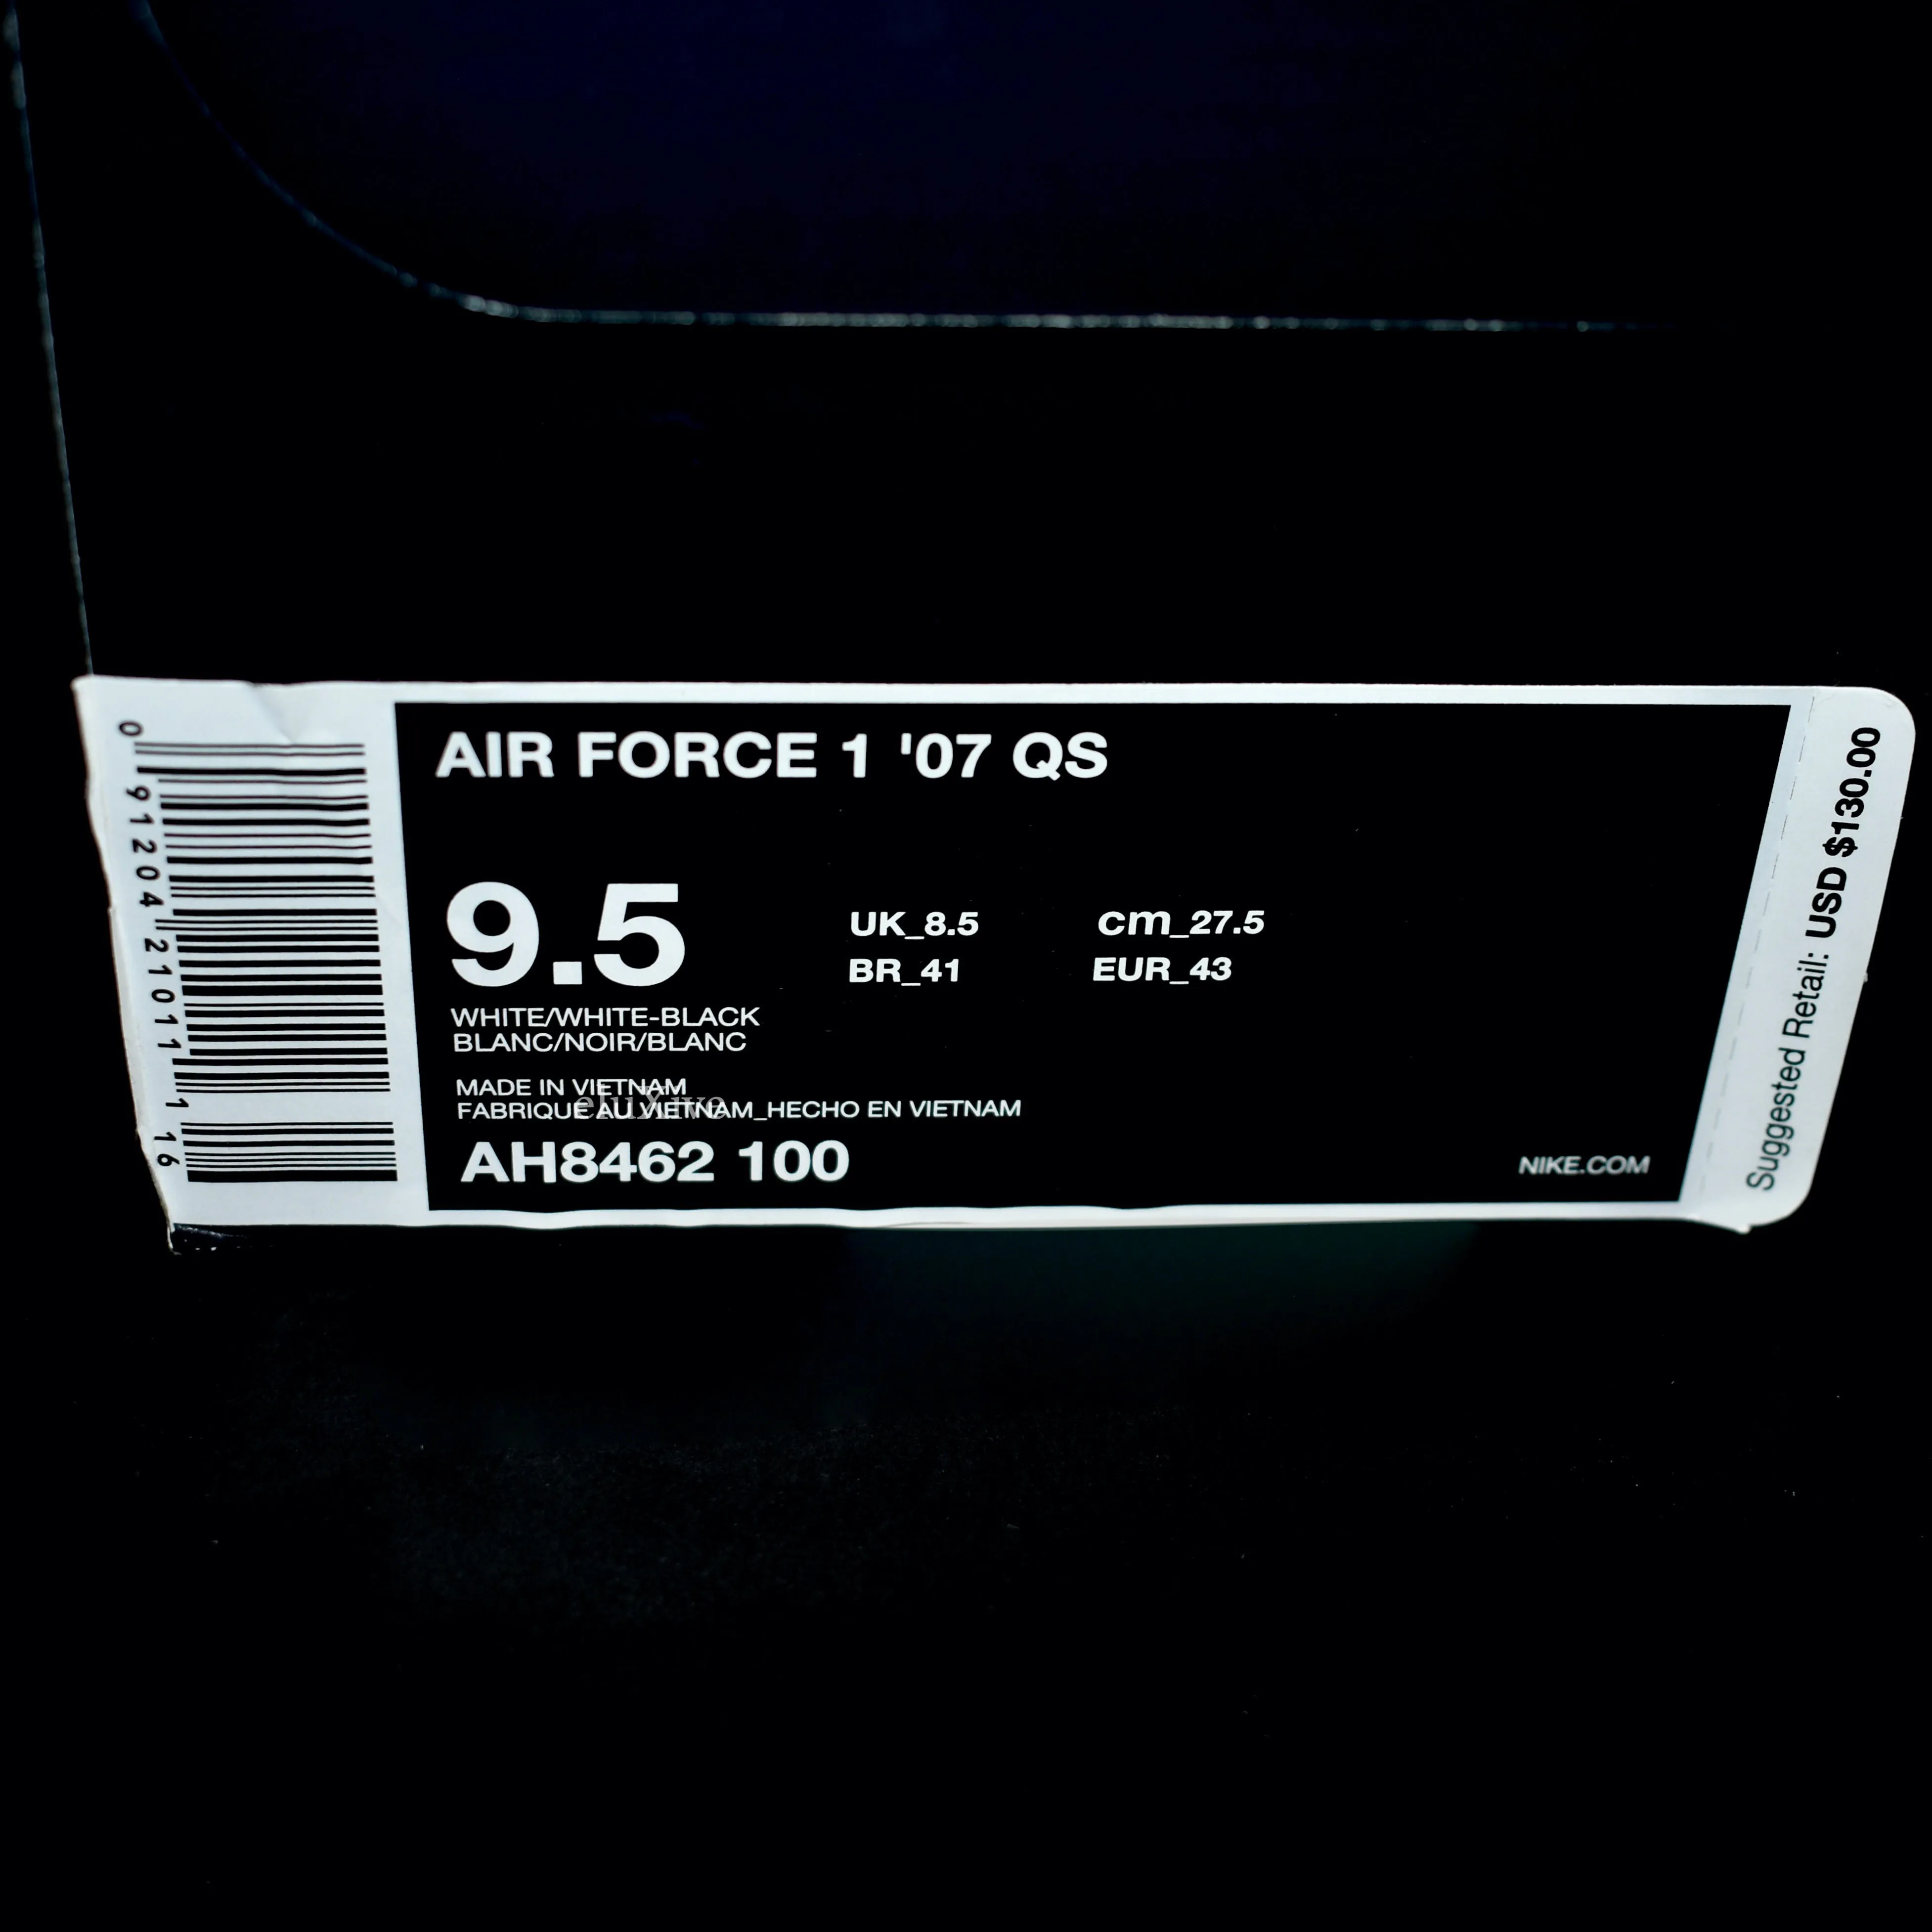 AIR FORCE 1 '07 QS
9.5
UK_8.5 cm_27.5
BR_41 EUR_43
WHITE/WHITE-BLACK
BLANC/NOIR/BLANC
MADE IN VIETNAM
FABRIQUE AU VIETNAM_HECHO EN VIETNAM
eluXive
AH8462 100
NIKE.COM
0 91204 21011 1 16
Suggested Retail: USD $130.00